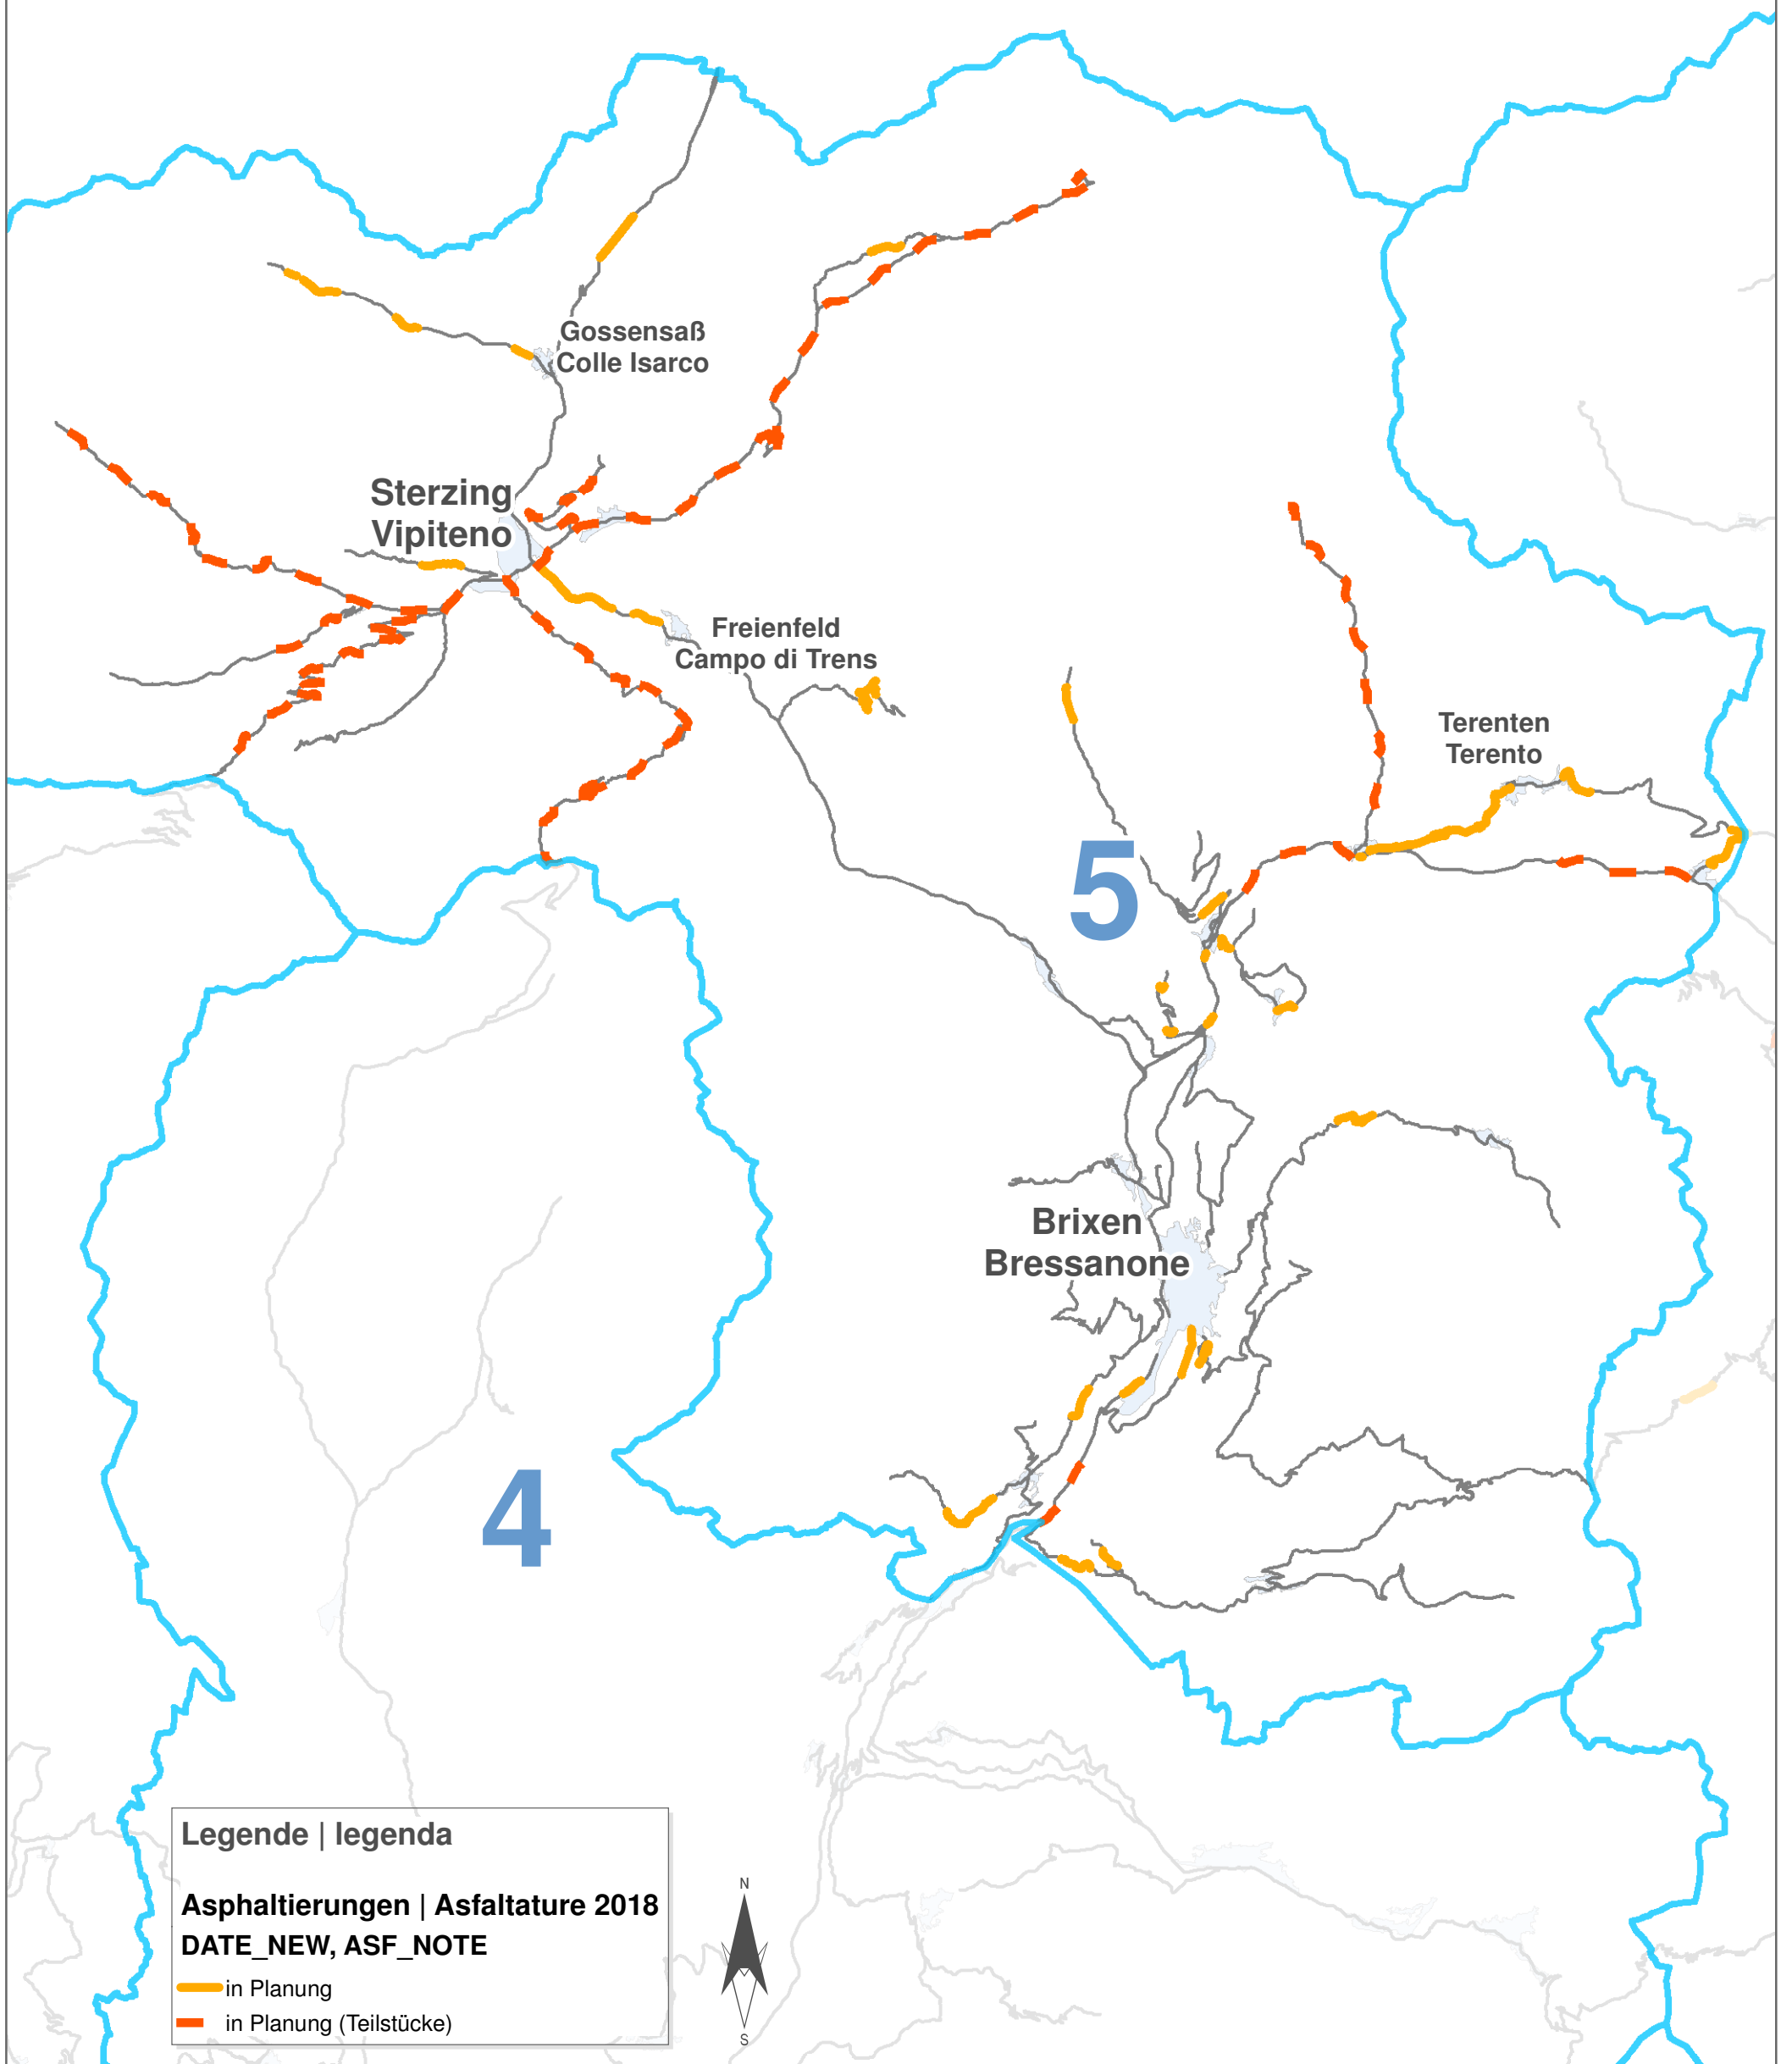 Gossensaß
Colle Isarco
Sterzing
Vipiteno
Freienfeld
Campo di Trens
Terenten
Terento
5
Brixen
Bressanone
4
Legende | legenda
Asphaltierungen | Asfaltature 2018
DATE_NEW, ASF_NOTE
in Planung
in Planung (Teilstücke)
N
S